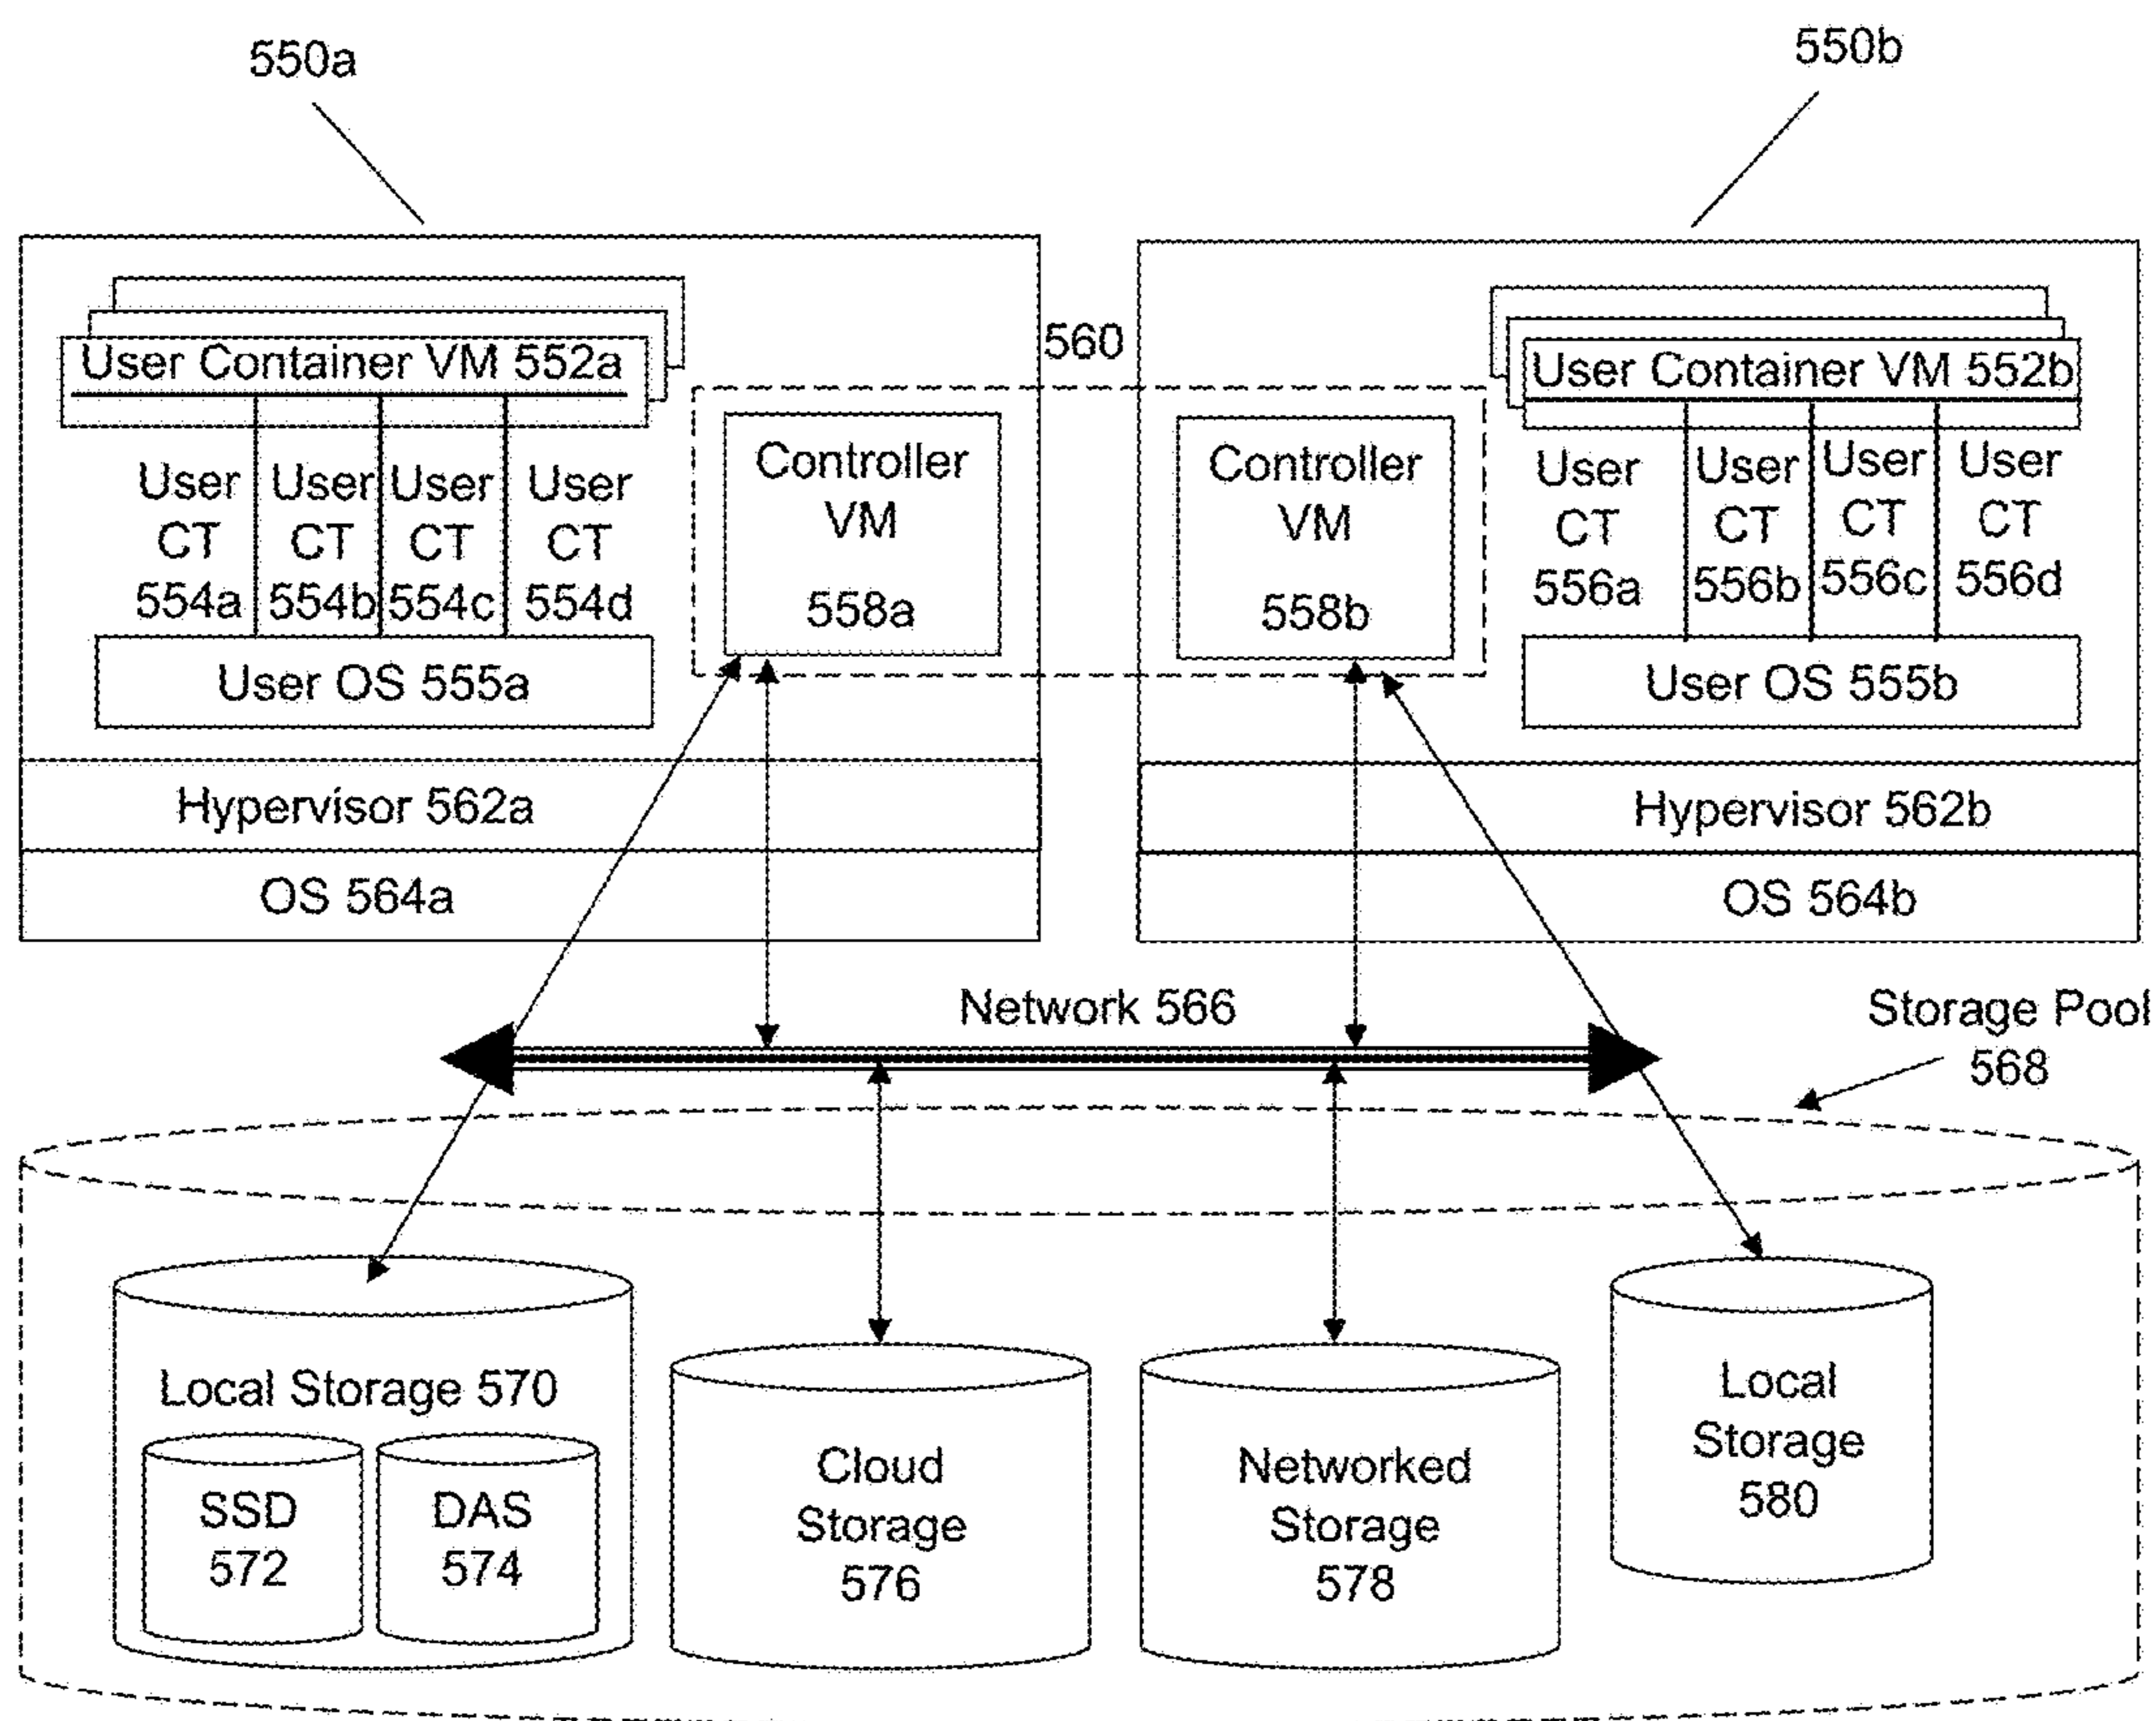 550a
550b
560
User Container VM 552a
User
CT
554a
User
CT
554b
User
CT
554c
User
CT
554d
User OS 555a
Controller
VM
558a
Hypervisor 562a
OS 564a
Controller
VM
558b
User Container VM 552b
User
CT
556a
User
CT
556b
User
CT
556c
User
CT
556d
User OS 555b
Hypervisor 562b
OS 564b
Network 566
Storage Pool
568
Local Storage 570
SSD
572
DAS
574
Cloud
Storage
576
Networked
Storage
578
Local
Storage
580